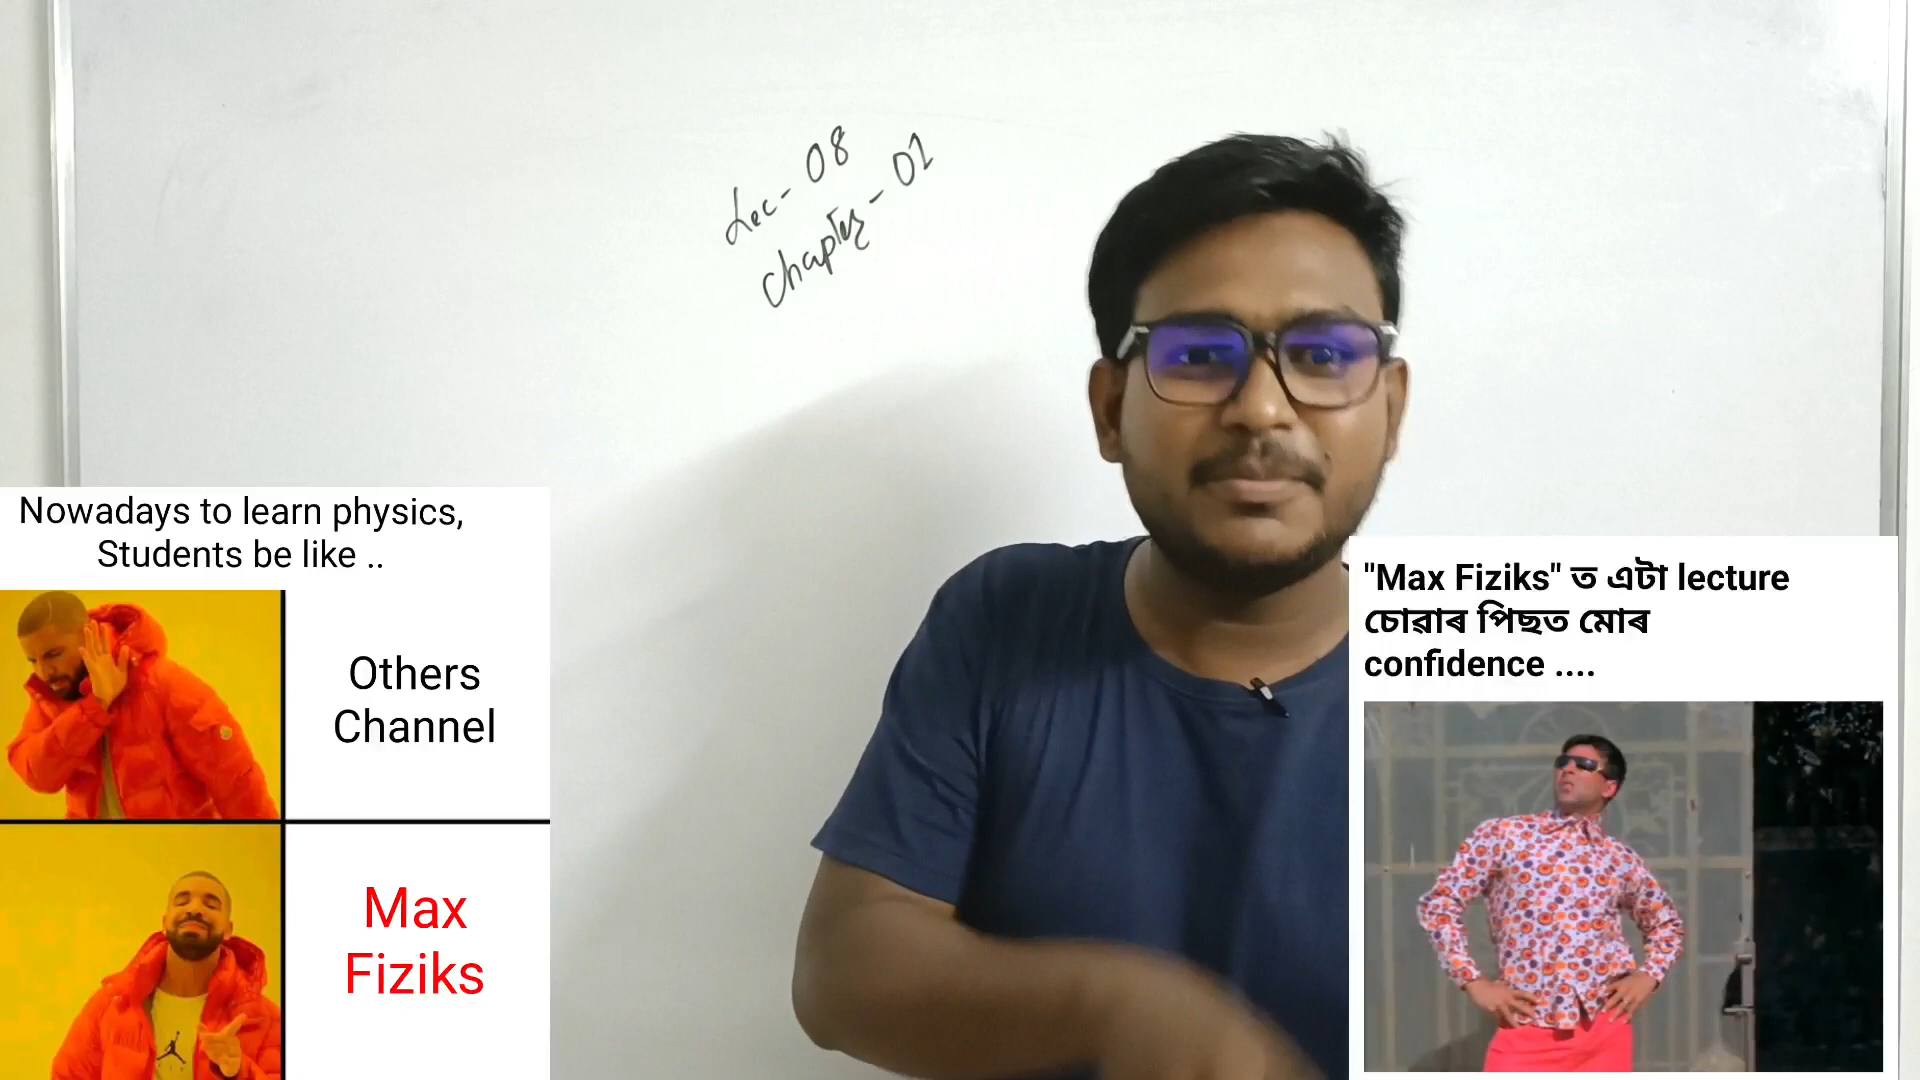 Lec - 08
Chapter - 01
Nowadays to learn physics,
Students be like ..
Others
Channel
Max
Fiziks
"Max Fiziks" ত এটা lecture
চোৱাৰ পিছত মোৰ
confidence ....